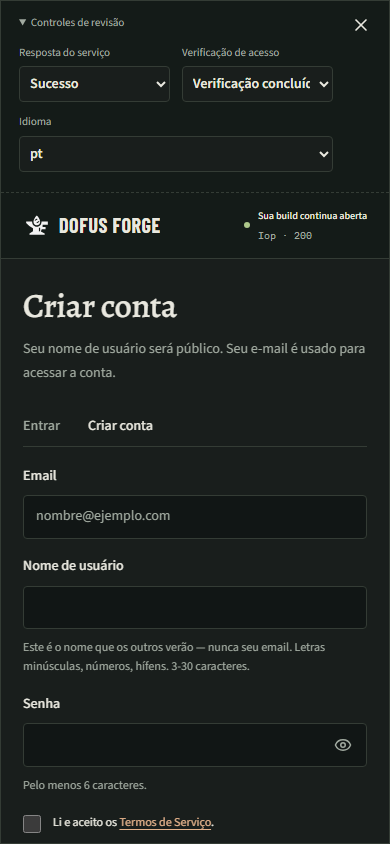 Controles de revisão
Resposta do serviço
Verificação de acesso
Sucesso
Verificação concluíc
Idioma
pt
DOFUS FORGE
Sua build continua aberta
Iop · 200
Criar conta
Seu nome de usuário será público. Seu e-mail é usado para
acessar a conta.
Entrar
Criar conta
Email
nombre@ejemplo.com
Nome de usuário
Este é o nome que os outros verão — nunca seu email. Letras
minúsculas, números, hífens. 3-30 caracteres.
Senha
Pelo menos 6 caracteres.
Li e aceito os Termos de Serviço.